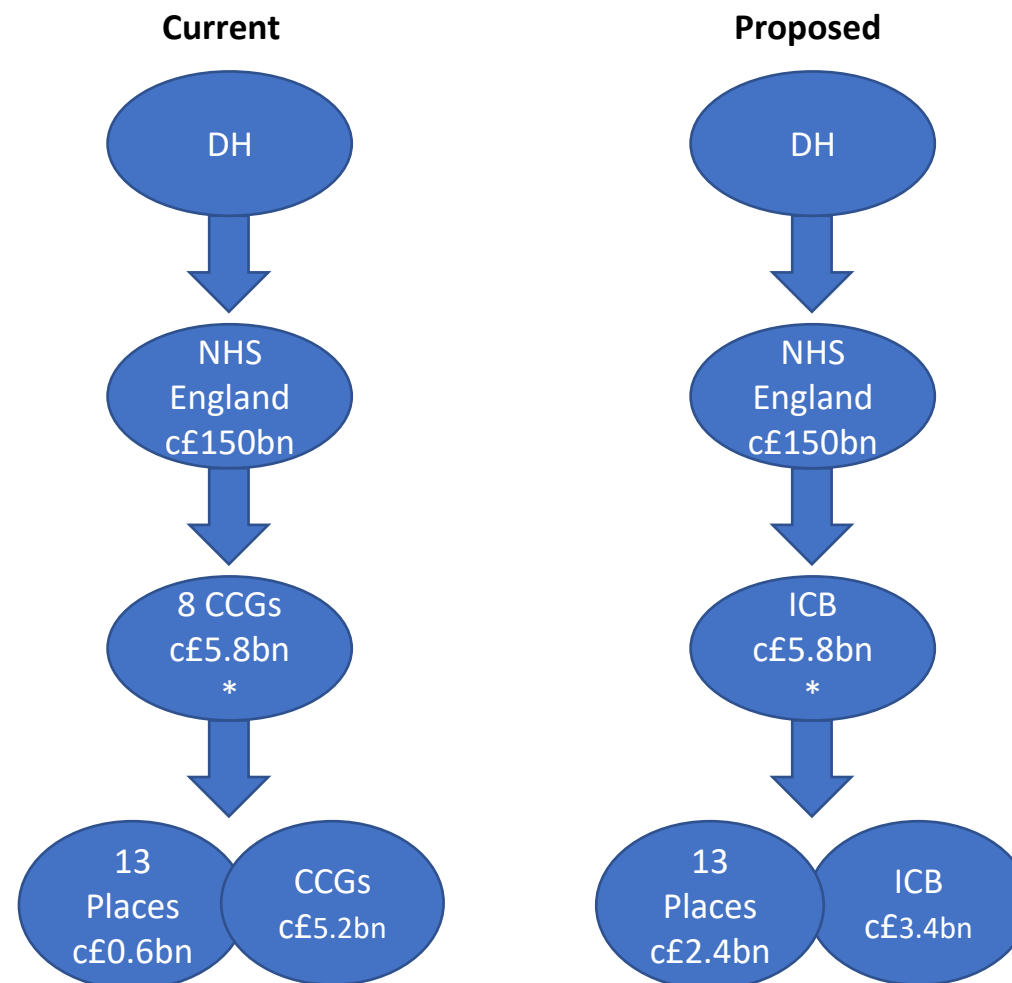 Current
DH
NHS
England
c£150bn
8 CCGs
c£5.8bn
*
13
Places
c£0.6bn
CCGs
c£5.2bn
Proposed
DH
NHS
England
c£150bn
ICB
c£5.8bn
*
13
Places
c£2.4bn
ICB
c£3.4bn